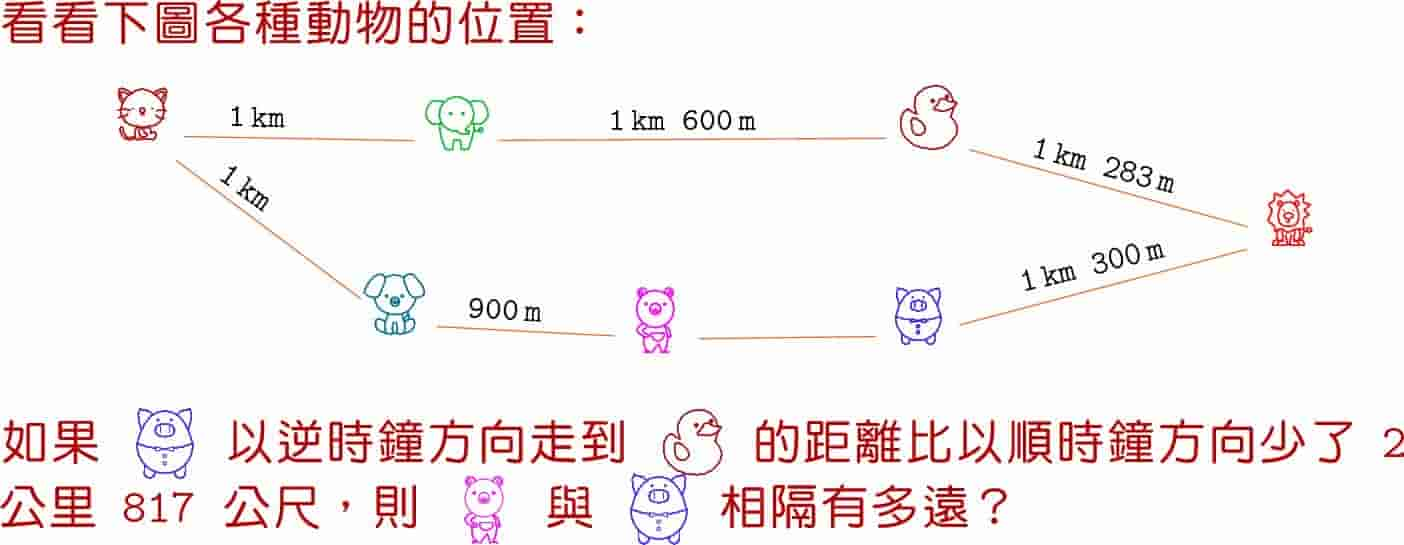 看看下圖各種動物的位置：
1 km
1 km 600 m
1 km 283 m
1 km
1 km 300 m
900 m
如果 以逆時鐘方向走到 的距離比以順時鐘方向少了 2
公里 817 公尺，則 與 相隔有多遠？